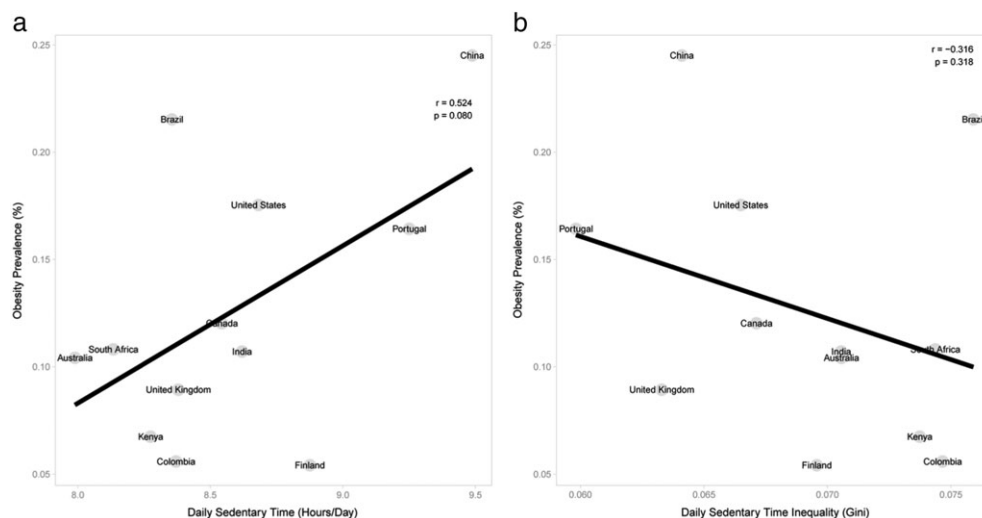 a
Obesity Prevalence (%)
0.25
0.20
0.15
0.10
0.05
China
r = 0.524
p = 0.080
Brazil
United States
Portugal
Canada
India
South Africa
Australia
United Kingdom
Kenya
Colombia
Finland
8.0 8.5 9.0 9.5
Daily Sedentary Time (Hours/Day)
b
Obesity Prevalence (%)
0.25
0.20
0.15
0.10
0.05
China
r = −0.316
p = 0.318
Brazil
United States
Portugal
Canada
India
Australia
South Africa
United Kingdom
Kenya
Colombia
Finland
0.060 0.065 0.070 0.075
Daily Sedentary Time Inequality (Gini)